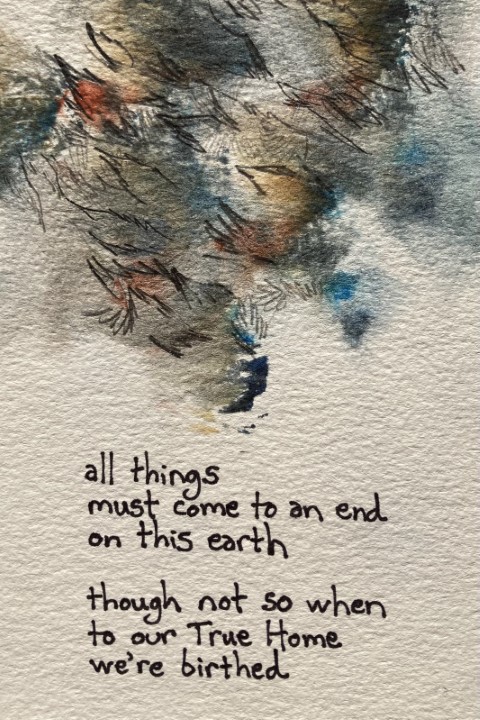 all things
must come to an end
on this earth
though not so when
to our True Home
we're birthed